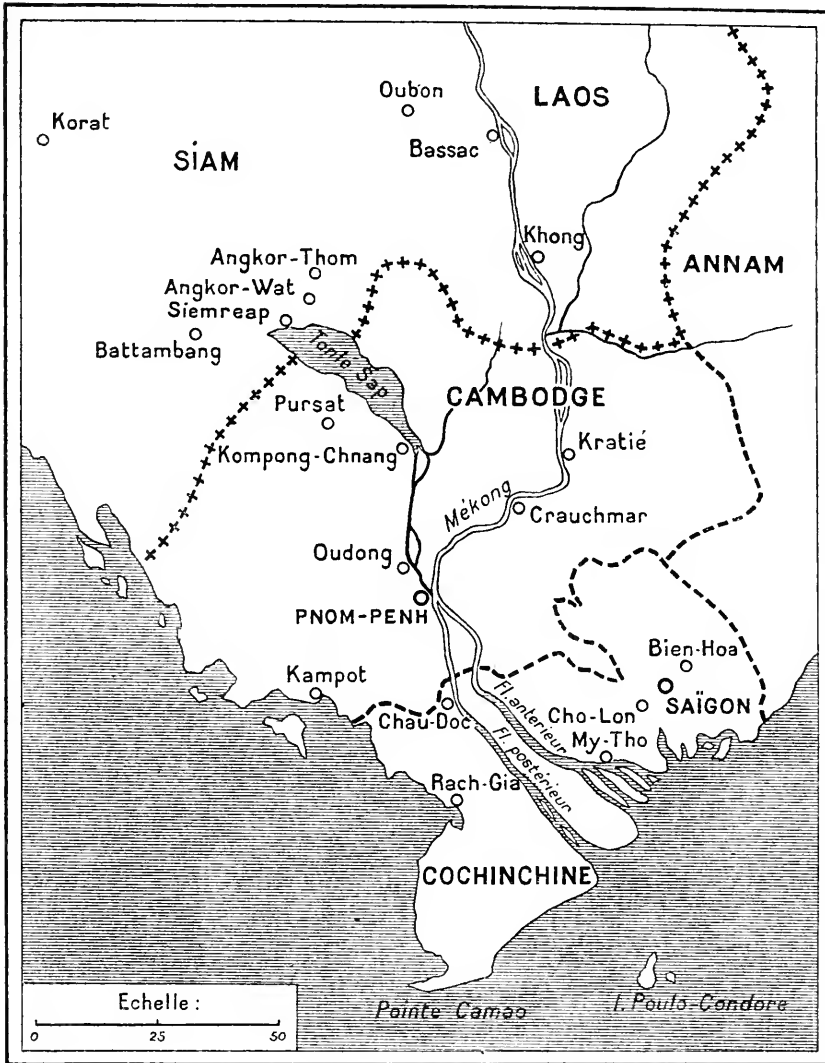 Oubon
LAOS
Korat
Bassac
SIAM
Khong
Angkor-Thom
ANNAM
Angkor-Wat
Siemreap
Battambang
Tonlé Sap
CAMBODGE
Pursat
Kratié
Kompong-Chnang
Mékong
Crauchmar
Oudong
PNOM-PENH
Bien-Hoa
Kampot
Fl. antérieur
SAÏGON
Chau-Doc
Cho-Lon
My-Tho
Fl. postérieur
Rach-Gia
COCHINCHINE
Echelle :
0 25 50
Pointe Camao
I. Poulo-Condore